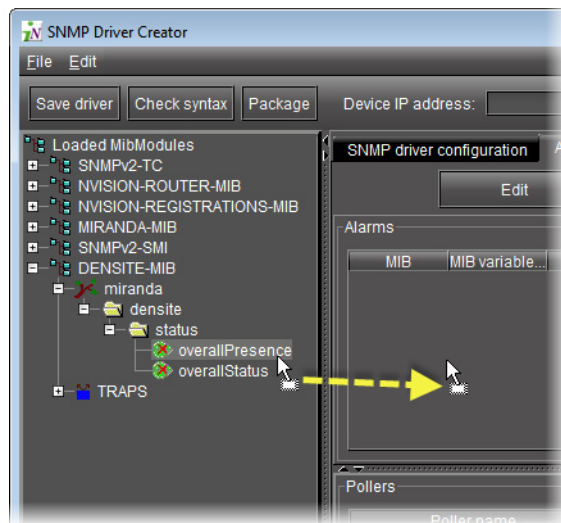 SNMP Driver Creator
File Edit
Save driver Check syntax Package Device IP address:
Loaded MibModules
SNMPv2-TC
NVISION-ROUTER-MIB
NVISION-REGISTRATIONS-MIB
MIRANDA-MIB
SNMPv2-SMI
DENSITE-MIB
miranda
densite
status
overallPresence
overallStatus
TRAPS
SNMP driver configuration A
Edit
Alarms
MIB MIB variable...
Pollers
Poller name